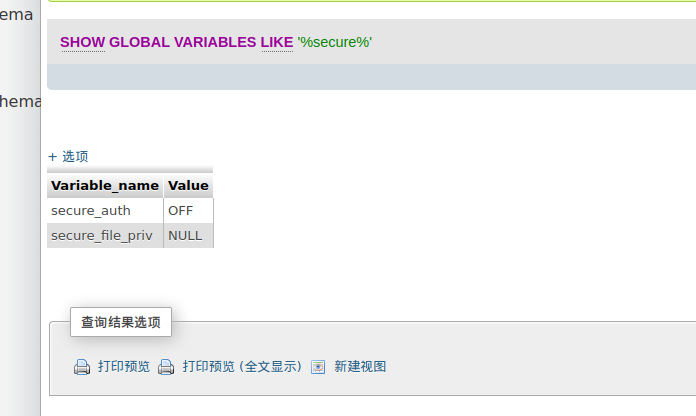 ema
SHOW GLOBAL VARIABLES LIKE '%secure%'
hema
+ 选项
Variable_name Value
secure_auth OFF
secure_file_priv NULL
查询结果选项
打印预览 打印预览 (全文显示) 新建视图